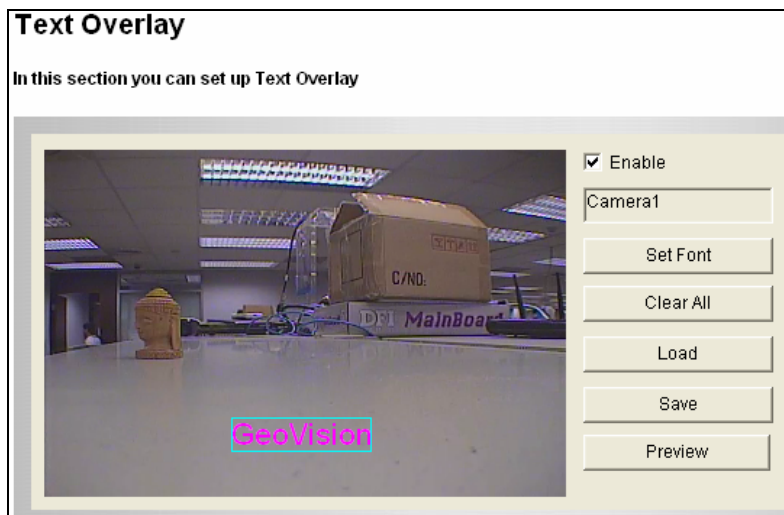 Text Overlay
In this section you can set up Text Overlay
Enable
Camera1
Set Font
Clear All
Load
Save
Preview
C/NO:
DFI MainBoard
GeoVision